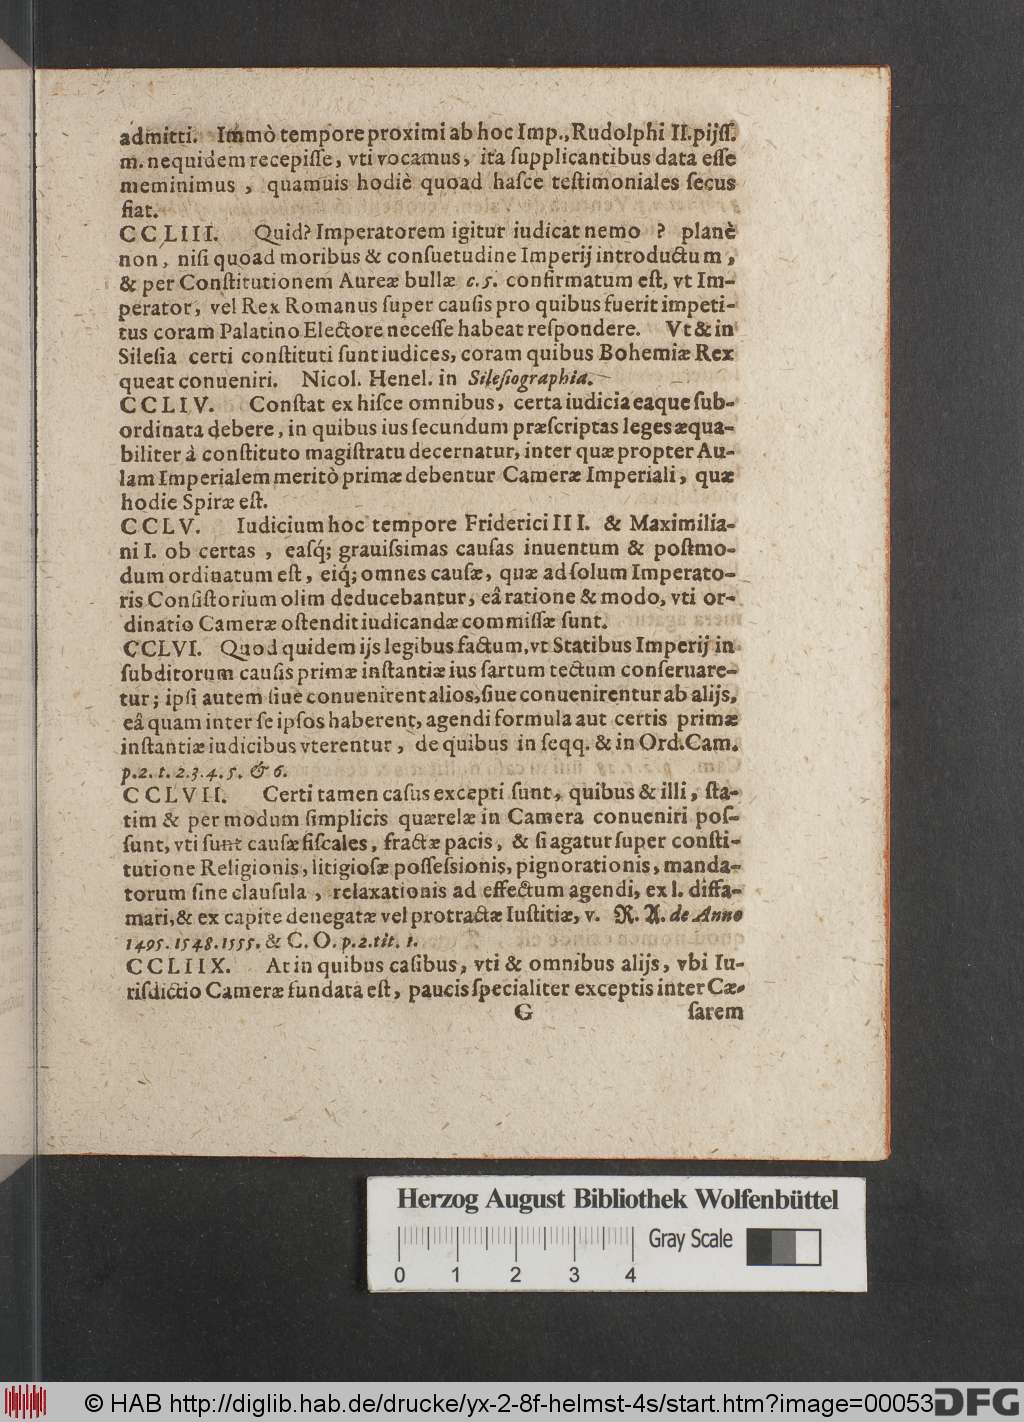 admitti. Immò tempore proximi ab hoc Imp., Rudolphi II. pijſſ.
m. nequidem recepiſſe, vti vocamus, ita ſupplicantibus data eſſe
meminimus, quamuis hodiè quoad haſce teſtimoniales ſecus
fiat.
CCLIII. Quid? Imperatorem igitur iudicat nemo? planè
non, niſi quoad moribus & conſuetudine Imperij introductum,
& per Conſtitutionem Aureæ bullæ c. 5. confirmatum eſt, vt Im-
perator, vel Rex Romanus ſuper cauſis pro quibus fuerit impeti-
tus coram Palatino Electore neceſſe habeat reſpondere. Vt & in
Sileſia certi conſtituti ſunt iudices, coram quibus Bohemiæ Rex
queat conueniri. Nicol. Henel. in Sileſiographia.
CCLIV. Conſtat ex hiſce omnibus, certa iudicia eaque ſub-
ordinata debere, in quibus ius ſecundum præſcriptas leges æqua-
biliter à conſtituto magiſtratu decernatur, inter quæ propter Au-
lam Imperialem meritò primæ debentur Cameræ Imperiali, quæ
hodie Spiræ eſt.
CCLV. Iudicium hoc tempore Friderici III. & Maximilia-
ni I. ob certas, eaſq́; grauiſsimas cauſas inuentum & poſtmo-
dum ordinatum eſt, eiq́; omnes cauſæ, quæ ad ſolum Imperato-
ris Conſiſtorium olim deducebantur, eâ ratione & modo, vti or-
dinatio Cameræ oſtendit iudicandæ commiſſæ ſunt.
CCLVI. Quod quidem ijs legibus factum, vt Statibus Imperij in
ſubditorum cauſis primæ inſtantiæ ius ſartum tectum conſeruare-
tur; ipſi autem ſiue conuenirent alios, ſiue conuenirentur ab alijs,
eâ quam inter ſe ipſos haberent, agendi formula aut certis primæ
inſtantiæ iudicibus vterentur, de quibus in ſeqq. & in Ord. Cam.
p. 2. t. 2. 3. 4. 5. & 6.
CCLVII. Certi tamen caſus excepti ſunt, quibus & illi, ſta-
tim & per modum ſimplicis quærelæ in Camera conueniri poſ-
ſunt, vti ſunt cauſæ fiſcales, fractæ pacis, & ſi agatur ſuper conſti-
tutione Religionis, litigioſæ poſſeſsionis, pignorationis, manda-
torum ſine clauſula, relaxationis ad effectum agendi, ex l. diffa-
mari, & ex capite denegatæ vel protractæ Iuſtitiæ, v. R. A. de Anno
1495. 1548. 1555. & C. O. p. 2. tit. 1.
CCLIIX. At in quibus caſibus, vti & omnibus alijs, vbi Iu-
risdictio Cameræ fundata eſt, paucis ſpecialiter exceptis inter Cæ-
G ſarem
Herzog August Bibliothek Wolfenbüttel
Gray Scale
0 1 2 3 4
© HAB http://diglib.hab.de/drucke/yx-2-8f-helmst-4s/start.htm?image=00053
DFG